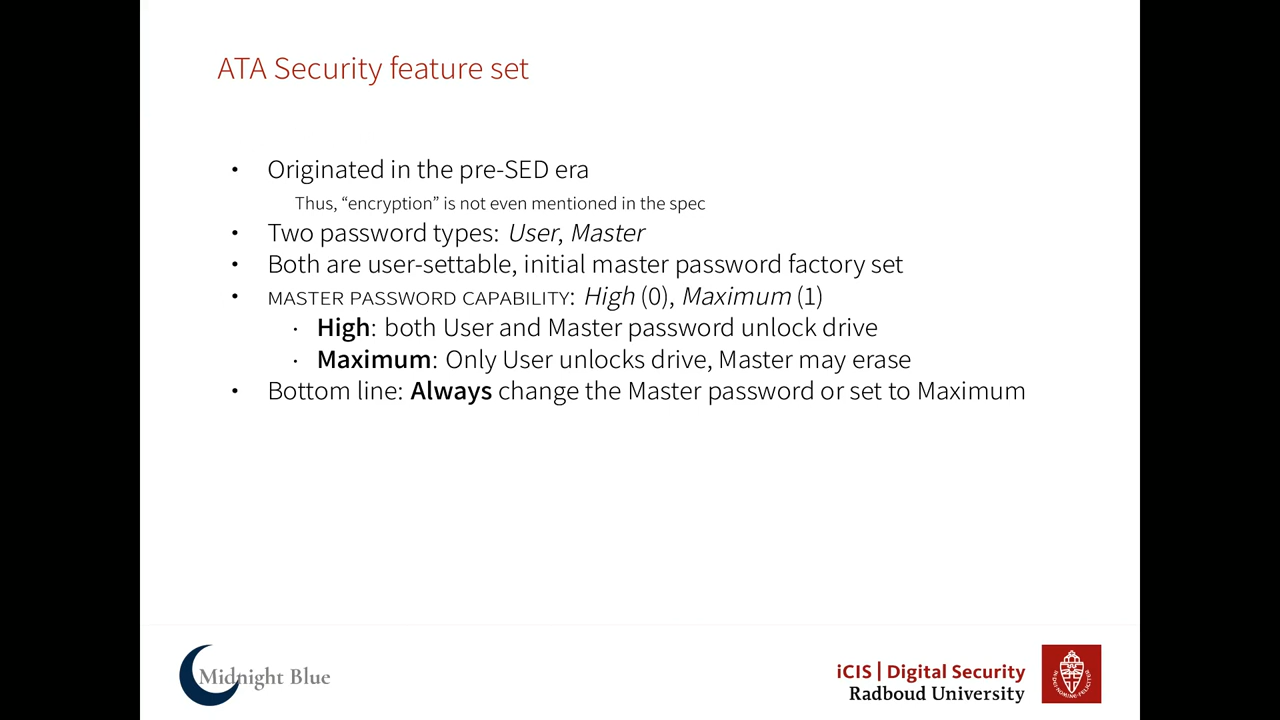 ATA Security feature set
• Originated in the pre-SED era
Thus, “encryption” is not even mentioned in the spec
• Two password types: User, Master
• Both are user-settable, initial master password factory set
• MASTER PASSWORD CAPABILITY: High (0), Maximum (1)
· High: both User and Master password unlock drive
· Maximum: Only User unlocks drive, Master may erase
• Bottom line: Always change the Master password or set to Maximum
Midnight Blue
iCIS | Digital Security
Radboud University